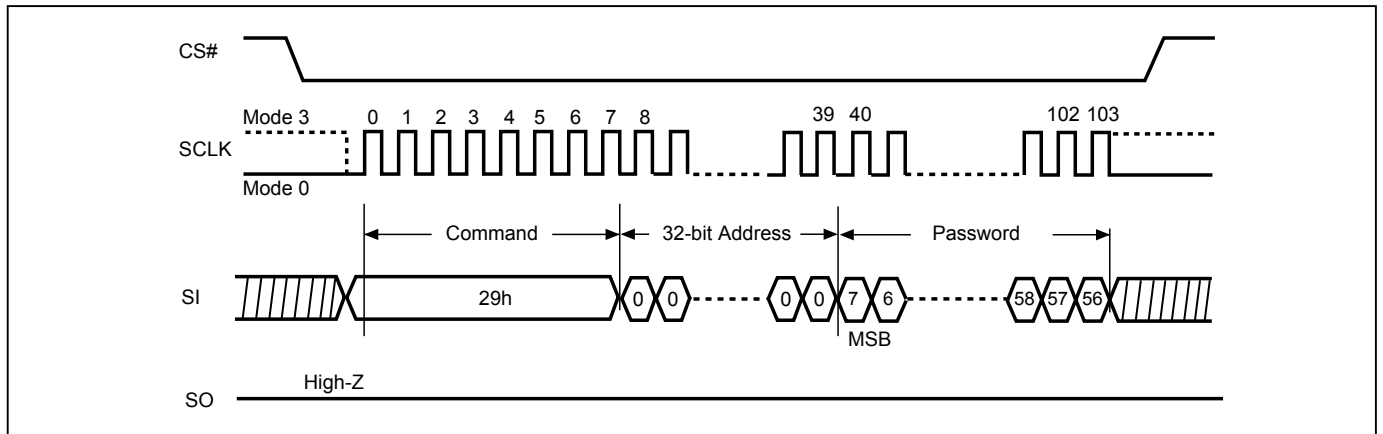 CS#
Mode 3
0 1 2 3 4 5 6 7 8 39 40 102 103
SCLK
Mode 0
Command 32-bit Address Password
SI
29h 0 0 0 0 7 6 58 57 56
MSB
High-Z
SO